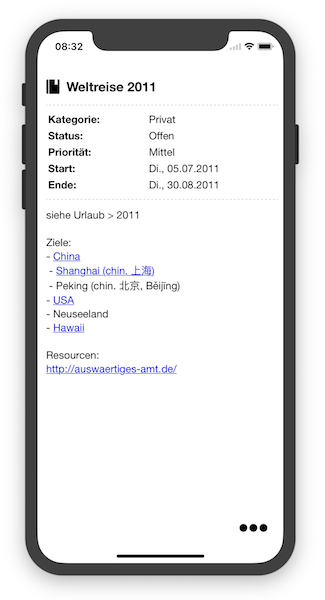 08:32
Weltreise 2011
Kategorie: Privat
Status: Offen
Priorität: Mittel
Start: Di., 05.07.2011
Ende: Di., 30.08.2011
siehe Urlaub > 2011
Ziele:
- China
- Shanghai (chin. 上海)
- Peking (chin. 北京, Běijīng)
- USA
- Neuseeland
- Hawaii
Resourcen:
http://auswaertiges-amt.de/